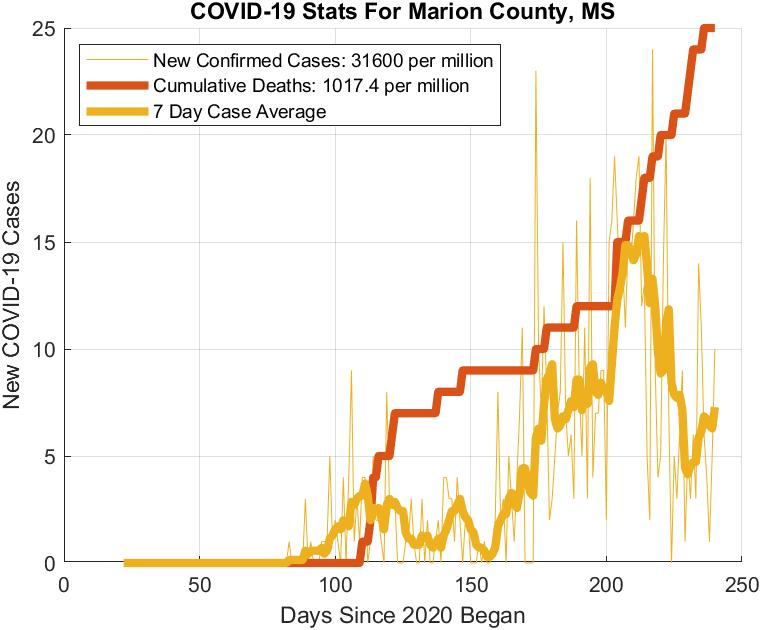 COVID-19 Stats For Marion County, MS
New Confirmed Cases: 31600 per million
Cumulative Deaths: 1017.4 per million
7 Day Case Average
New COVID-19 Cases
25
20
15
10
5
0
0 50 100 150 200 250
Days Since 2020 Began